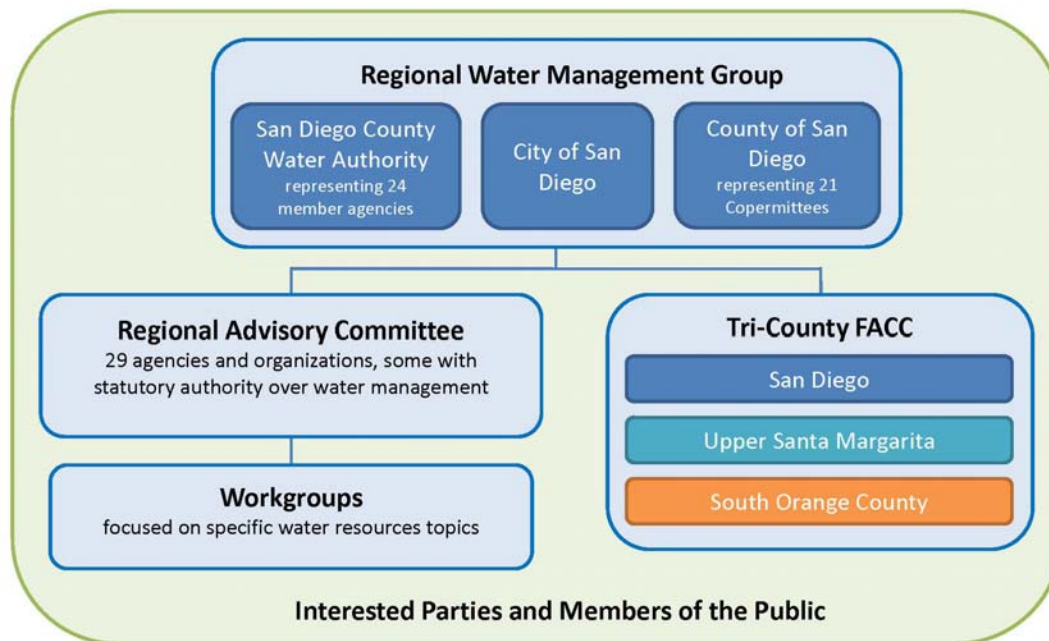 Regional Water Management Group
San Diego County
Water Authority
representing 24
member agencies
City of San
Diego
County of San
Diego
representing 21
Copermittees
Regional Advisory Committee
29 agencies and organizations, some with
statutory authority over water management
Tri-County FACC
San Diego
Upper Santa Margarita
South Orange County
Workgroups
focused on specific water resources topics
Interested Parties and Members of the Public